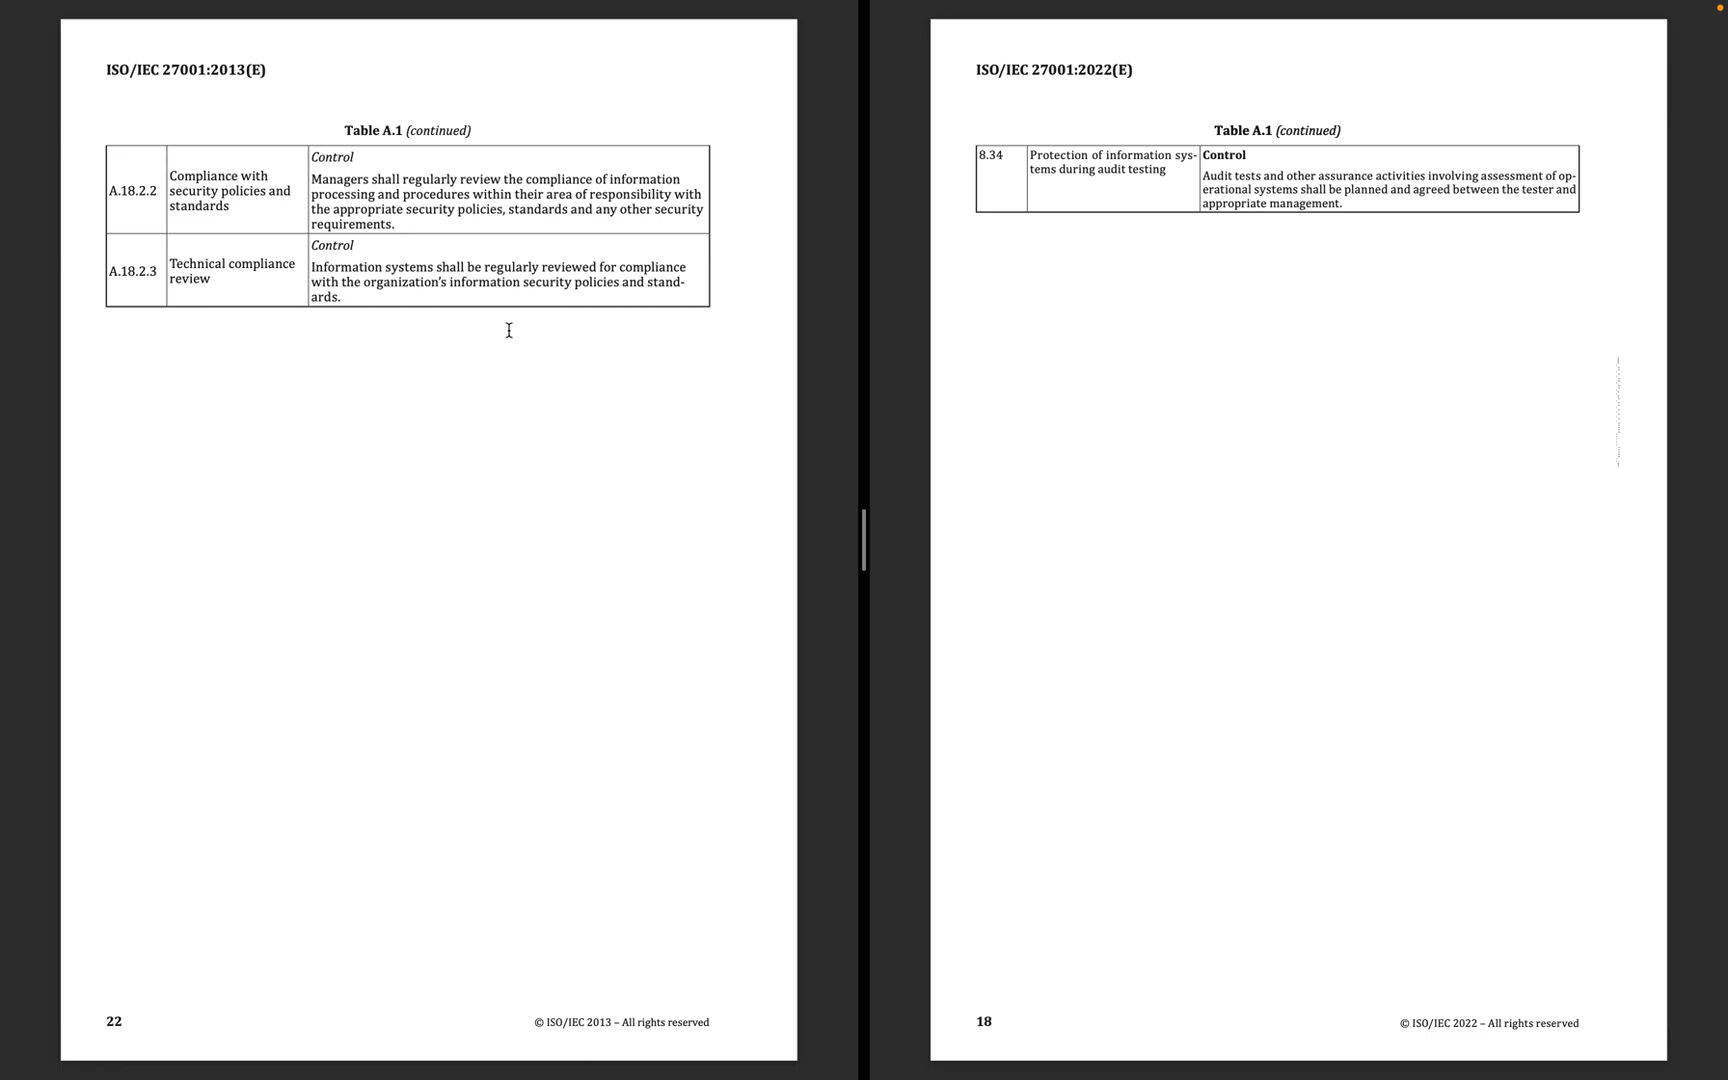 ISO/IEC 27001:2013(E)
Table A.1 (continued)
A.18.2.2
Compliance with
security policies and
standards
Control
Managers shall regularly review the compliance of information
processing and procedures within their area of responsibility with
the appropriate security policies, standards and any other security
requirements.
A.18.2.3
Technical compliance
review
Control
Information systems shall be regularly reviewed for compliance
with the organization’s information security policies and stand-
ards.
22
© ISO/IEC 2013 – All rights reserved
ISO/IEC 27001:2022(E)
Table A.1 (continued)
8.34
Protection of information sys-
tems during audit testing
Control
Audit tests and other assurance activities involving assessment of op-
erational systems shall be planned and agreed between the tester and
appropriate management.
18
© ISO/IEC 2022 – All rights reserved